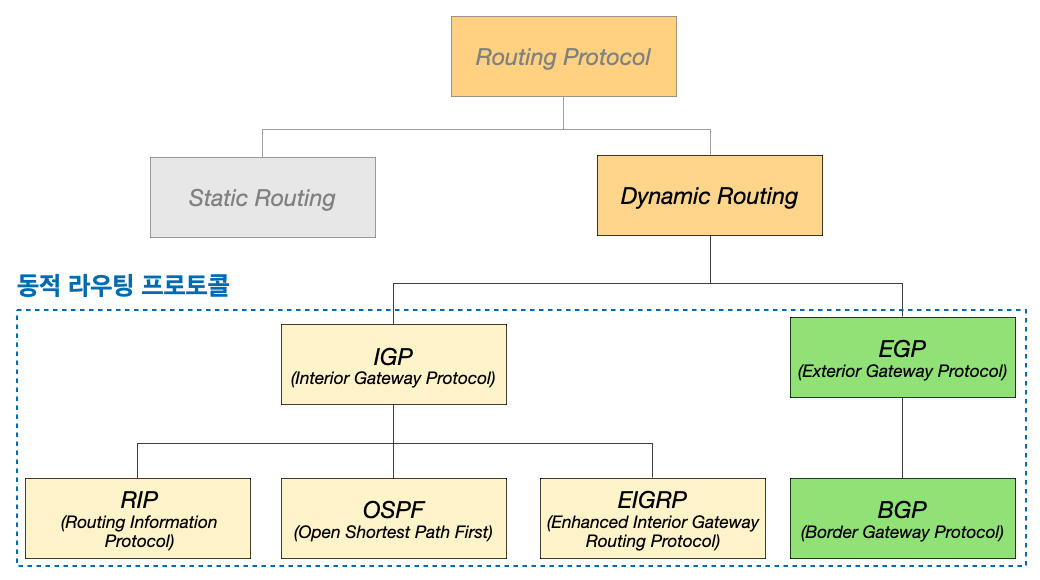 Routing Protocol
Static Routing
Dynamic Routing
동적 라우팅 프로토콜
IGP
(Interior Gateway Protocol)
EGP
(Exterior Gateway Protocol)
RIP
(Routing Information
Protocol)
OSPF
(Open Shortest Path First)
EIGRP
(Enhanced Interior Gateway
Routing Protocol)
BGP
(Border Gateway Protocol)